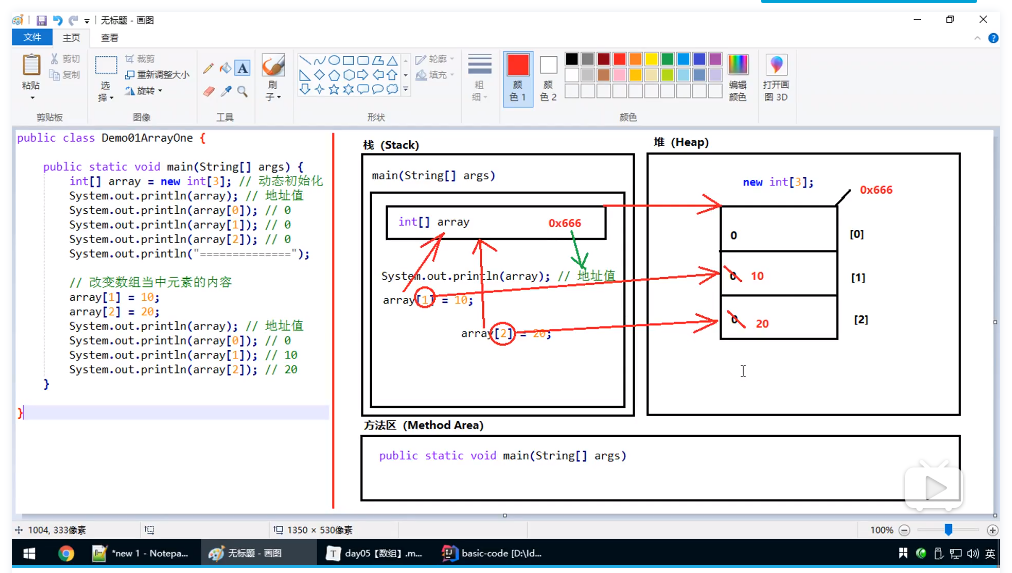 无标题 - 画图
文件 主页 查看
粘贴
剪切
复制
剪贴板
选择
裁剪
重新调整大小
旋转
图像
A
工具
刷子
轮廓
填充
形状
粗细
颜色 1
颜色 2
颜色
编辑颜色
打开画图 3D
public class Demo01ArrayOne {
public static void main(String[] args) {
int[] array = new int[3]; // 动态初始化
System.out.println(array); // 地址值
System.out.println(array[0]); // 0
System.out.println(array[1]); // 0
System.out.println(array[2]); // 0
System.out.println("==============");
// 改变数组当中元素的内容
array[1] = 10;
array[2] = 20;
System.out.println(array); // 地址值
System.out.println(array[0]); // 0
System.out.println(array[1]); // 10
System.out.println(array[2]); // 20
}
}
栈 (Stack)
main(String[] args)
int[] array 0x666
System.out.println(array); // 地址值
array[1] = 10;
array[2] = 20;
堆 (Heap)
new int[3];
0x666
0 [0]
0 10 [1]
0 20 [2]
方法区 (Method Area)
public static void main(String[] args)
1004, 333像素
1350 × 530像素
100%
*new 1 - Notepa...
无标题 - 画图
day05【数组】.m...
basic-code [D:\Id...
英